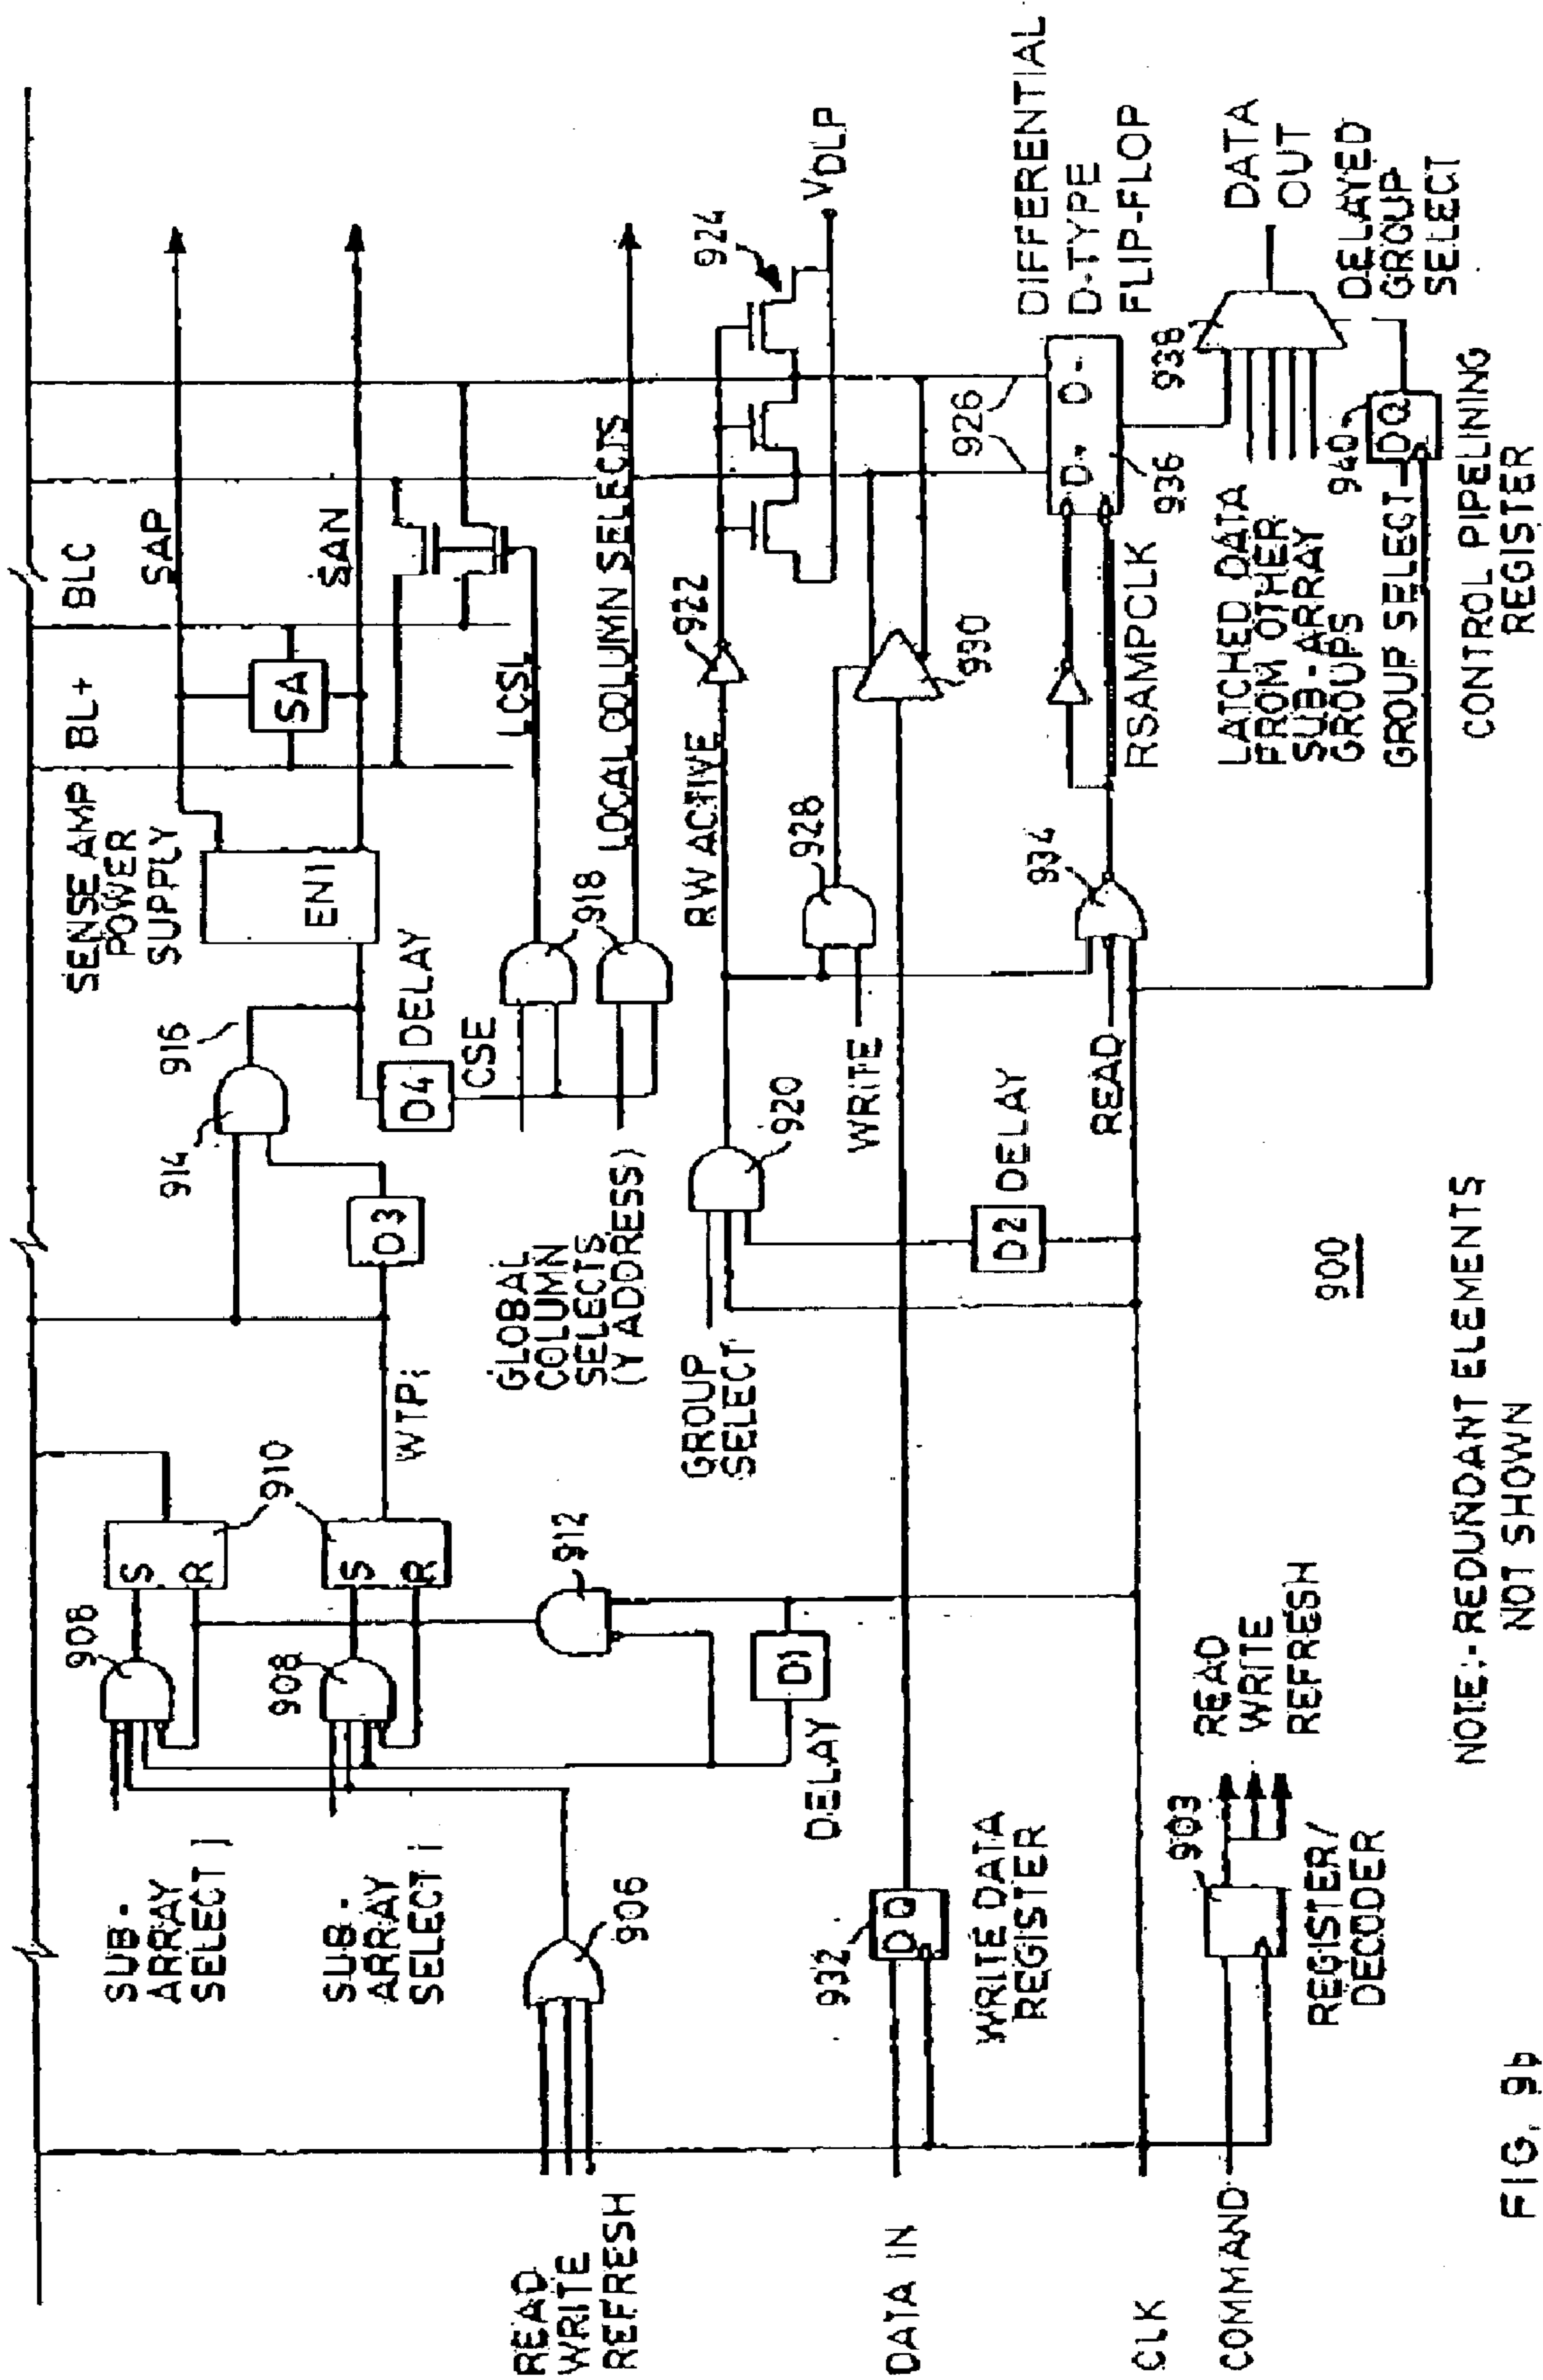 BL+
BLC
SENSE AMP
POWER
SUPPLY
SAP
SA
EN1
SAN
916
914
D4
DELAY
CSE
D3
918
LCSL
LOCAL COLUMN SELECTS
908
910
S
R
SUB-
ARRAY
SELECT j
908
S
R
WTPi
SUB-
ARRAY
SELECT i
GLOBAL
COLUMN
SELECTS
(Y ADDRESS)
912
906
READ
WRITE
REFRESH
D1
DELAY
GROUP
SELECT
920
RW ACTIVE
922
924
VDLP
928
WRITE
930
926
DATA IN
932
D Q
WRITE DATA
REGISTER
D2
DELAY
READ
934
RSAMPCLK
D+ D-
936
DIFFERENTIAL
D-TYPE
FLIP-FLOP
CLK
COMMAND
903
READ
WRITE
REFRESH
REGISTER/
DECODER
938
DATA
OUT
LATCHED DATA
FROM OTHER
SUB-ARRAY
GROUPS
GROUP SELECT
940
DQ
DELAYED
GROUP
SELECT
CONTROL PIPELINING
REGISTER
900
NOTE:-REDUNDANT ELEMENTS
NOT SHOWN
FIG. 9b